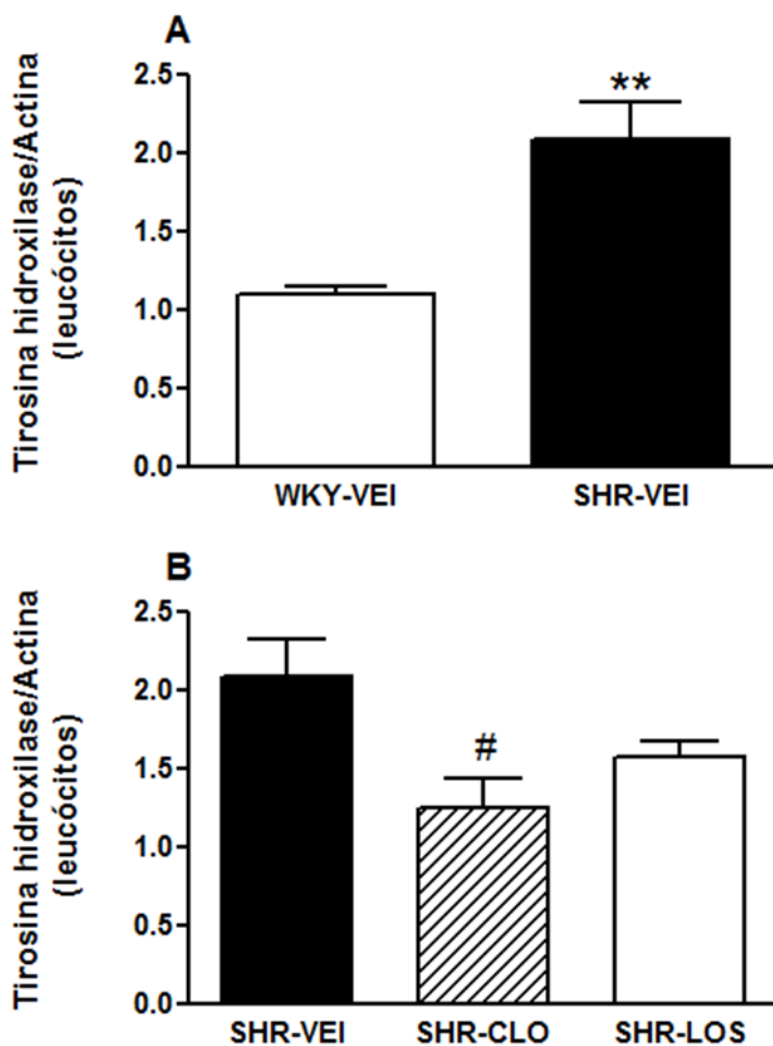 A
Tirosina hidroxilase/Actina
(leucócitos)
2.5
2.0
1.5
1.0
0.5
0.0
**
WKY-VEI SHR-VEI
B
Tirosina hidroxilase/Actina
(leucócitos)
2.5
2.0
1.5
1.0
0.5
0.0
#
SHR-VEI SHR-CLO SHR-LOS